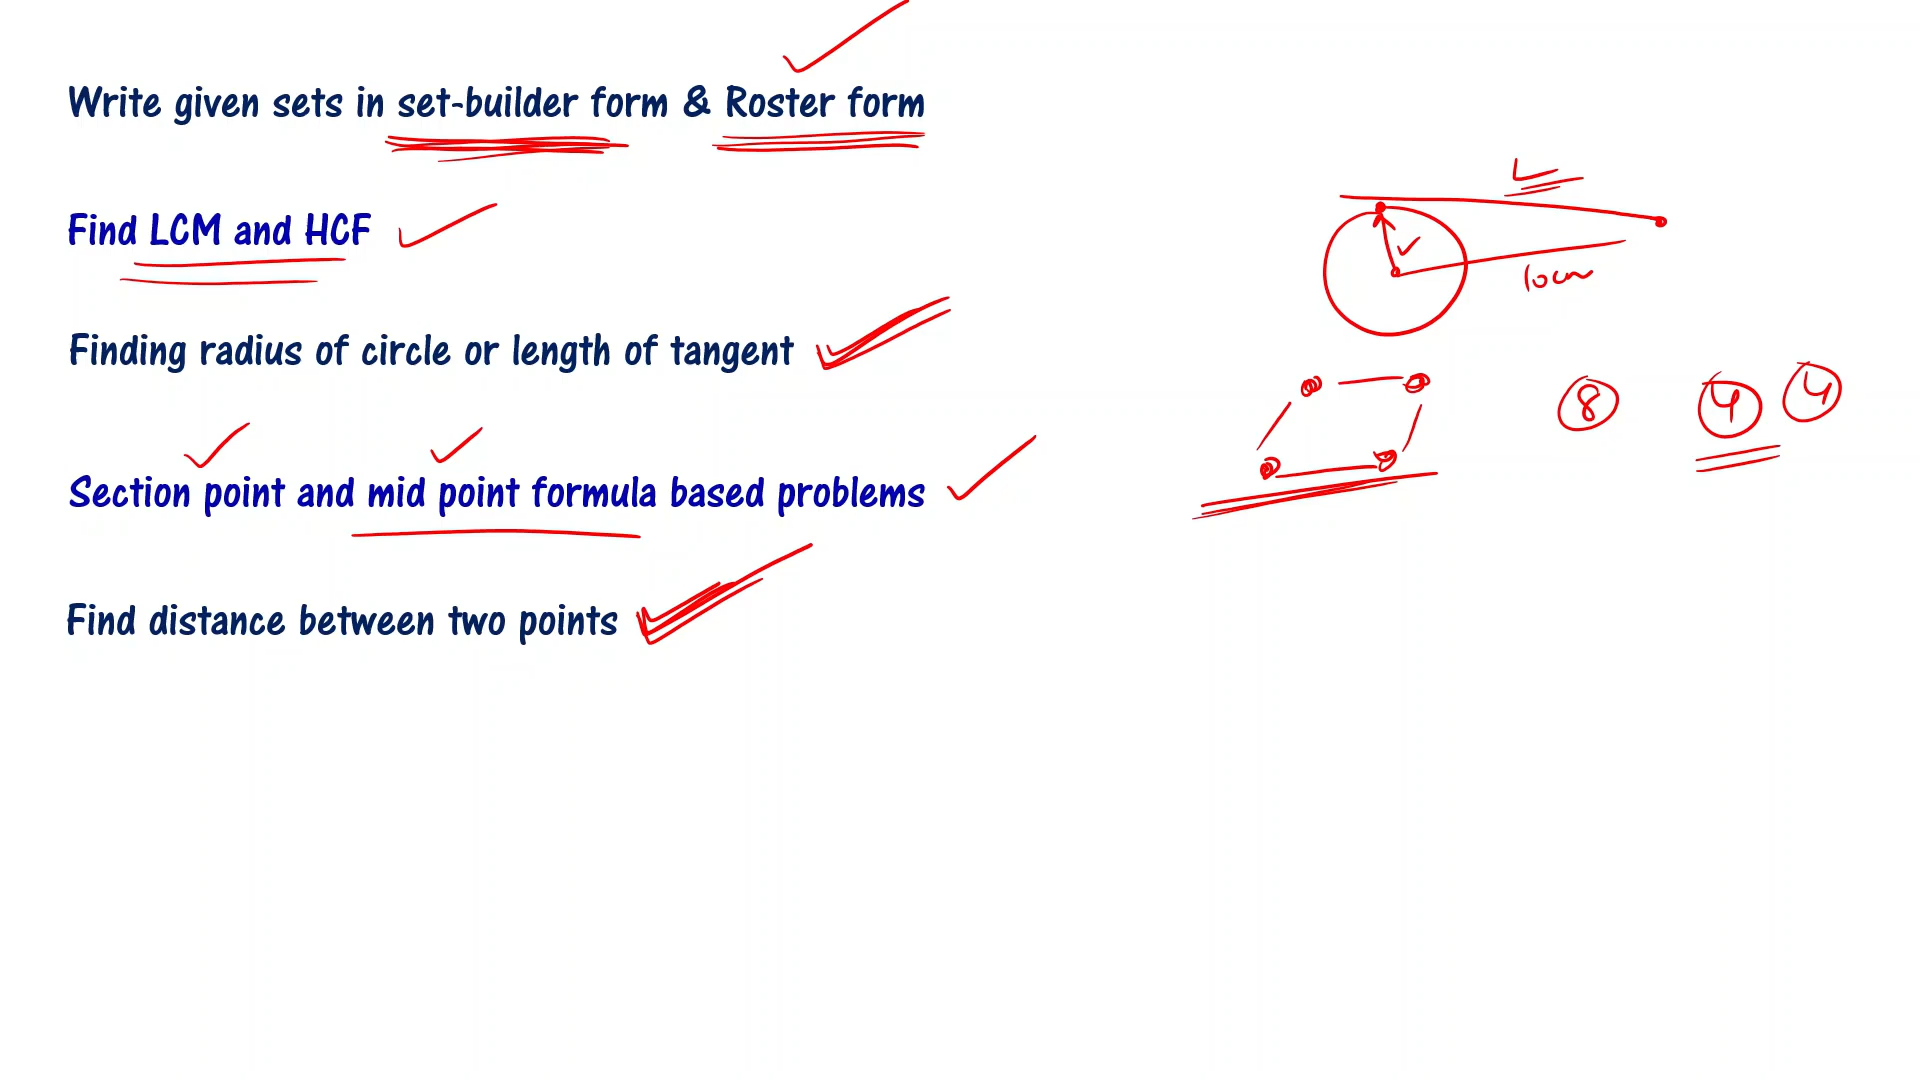 Write given sets in set-builder form & Roster form
Find LCM and HCF
10cm
Finding radius of circle or length of tangent
8 4 4
Section point and mid point formula based problems
Find distance between two points